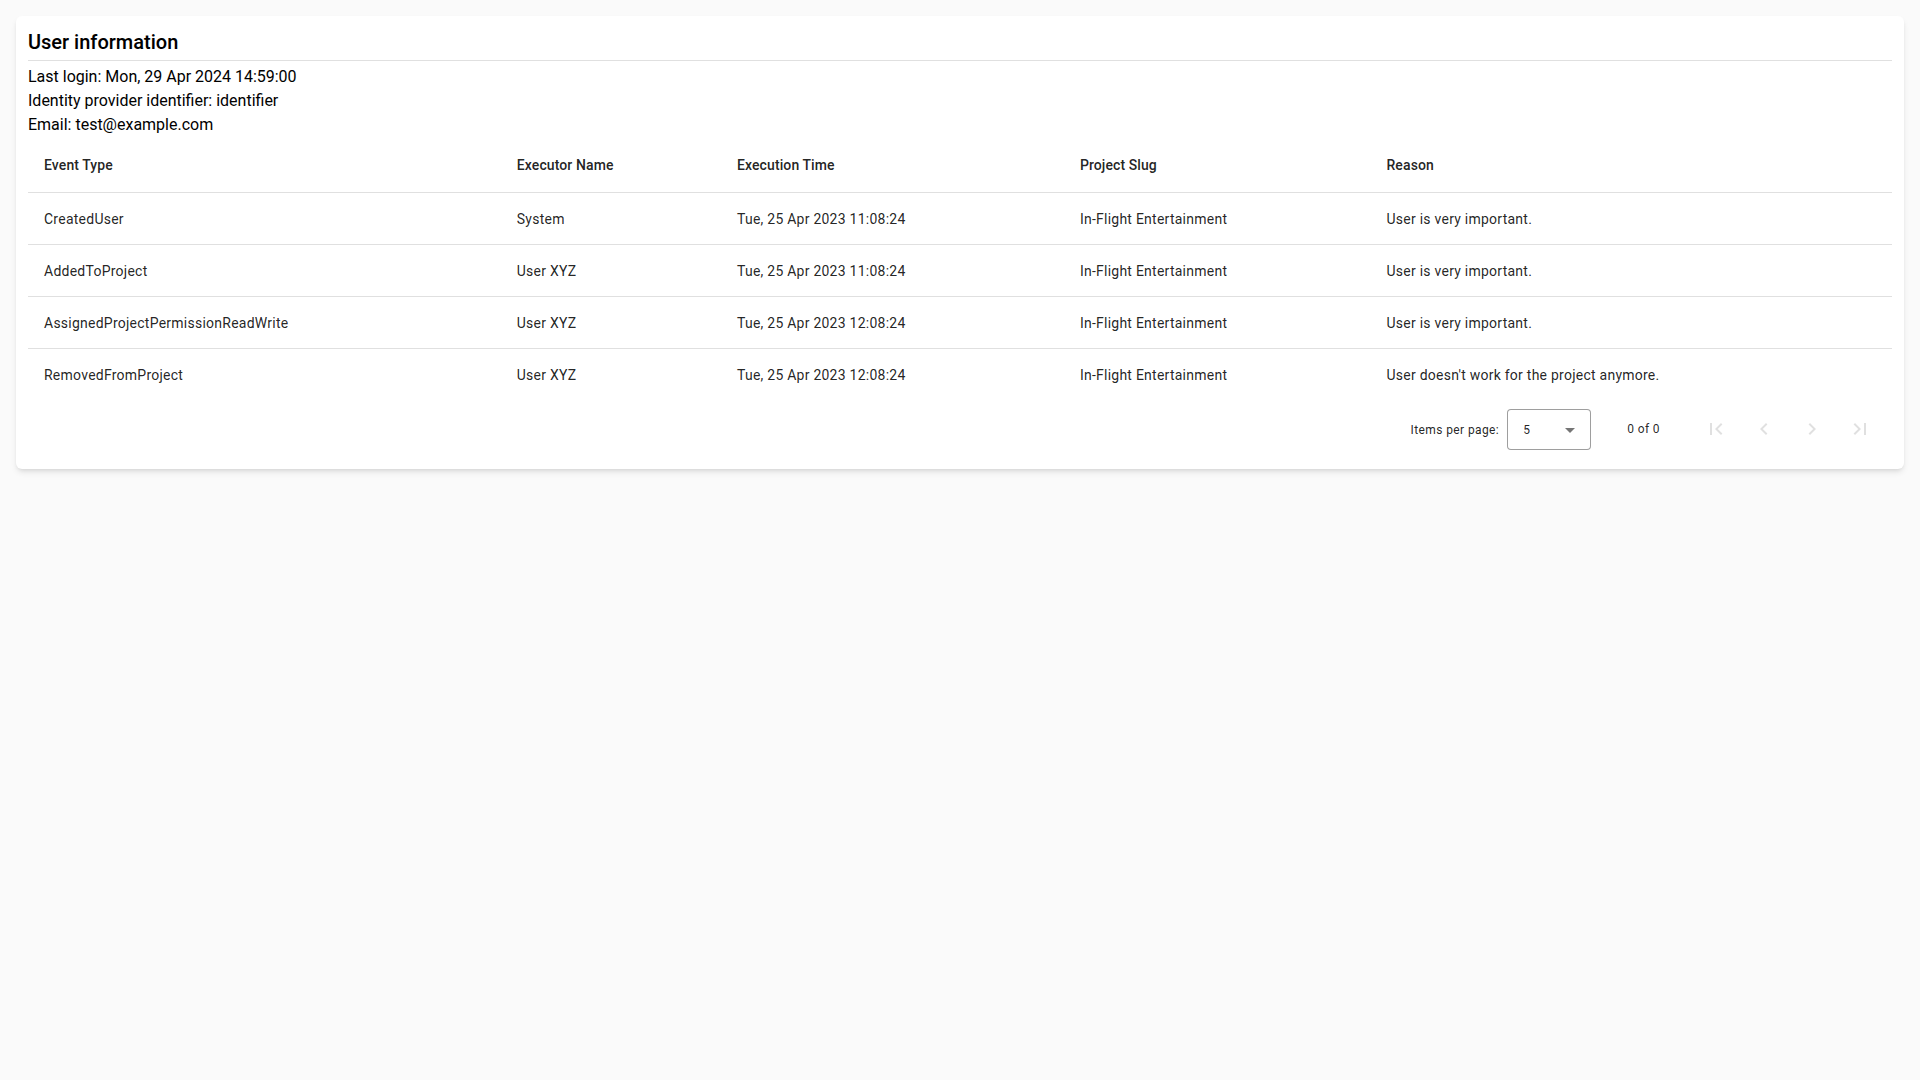 User information
Last login: Mon, 29 Apr 2024 14:59:00
Identity provider identifier: identifier
Email: test@example.com
Event Type Executor Name Execution Time Project Slug Reason
CreatedUser System Tue, 25 Apr 2023 11:08:24 In-Flight Entertainment User is very important.
AddedToProject User XYZ Tue, 25 Apr 2023 11:08:24 In-Flight Entertainment User is very important.
AssignedProjectPermissionReadWrite User XYZ Tue, 25 Apr 2023 12:08:24 In-Flight Entertainment User is very important.
RemovedFromProject User XYZ Tue, 25 Apr 2023 12:08:24 In-Flight Entertainment User doesn't work for the project anymore.
Items per page: 5 0 of 0